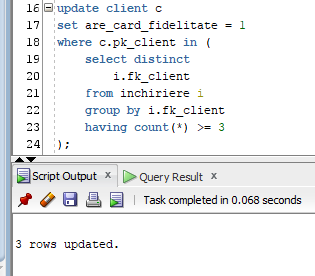 16 update client c
17 set are_card_fidelitate = 1
18 where c.pk_client in (
19 select distinct
20 i.fk_client
21 from inchiriere i
22 group by i.fk_client
23 having count(*) >= 3
24 );
Script Output x Query Result x
Task completed in 0.068 seconds
3 rows updated.